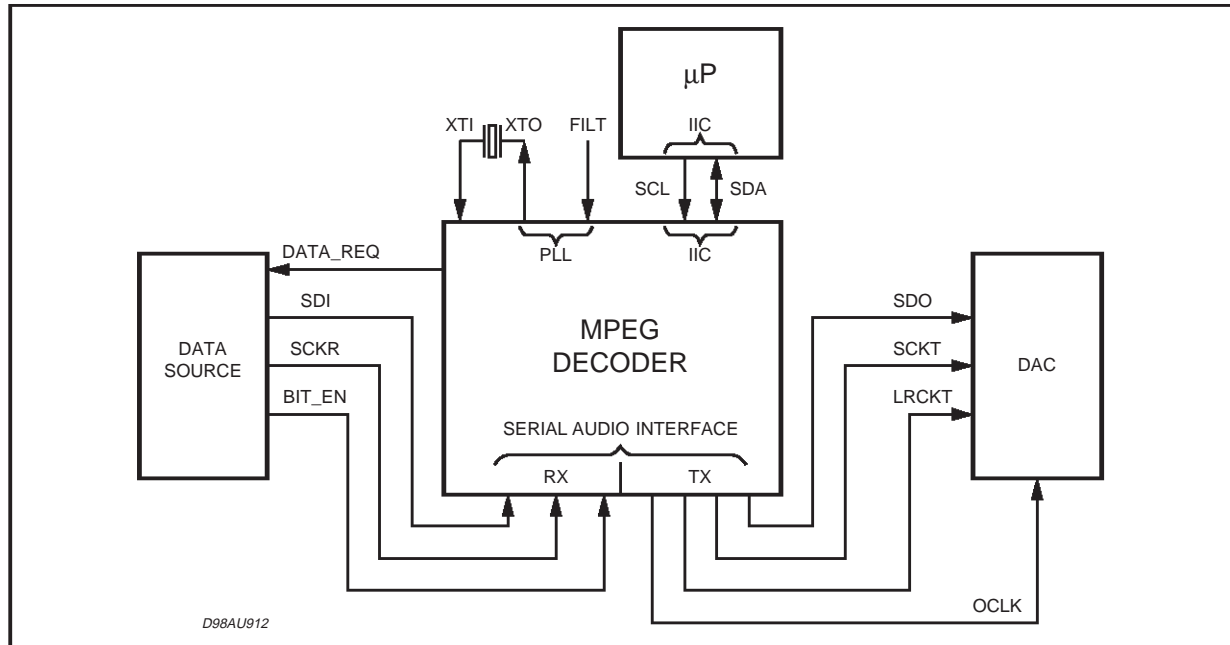 μP
XTI XTO FILT IIC
SCL SDA
DATA_REQ PLL IIC
SDI SDO
DATA SOURCE
SCKR MPEG DECODER SCKT DAC
BIT_EN LRCKT
SERIAL AUDIO INTERFACE
RX TX
OCLK
D98AU912